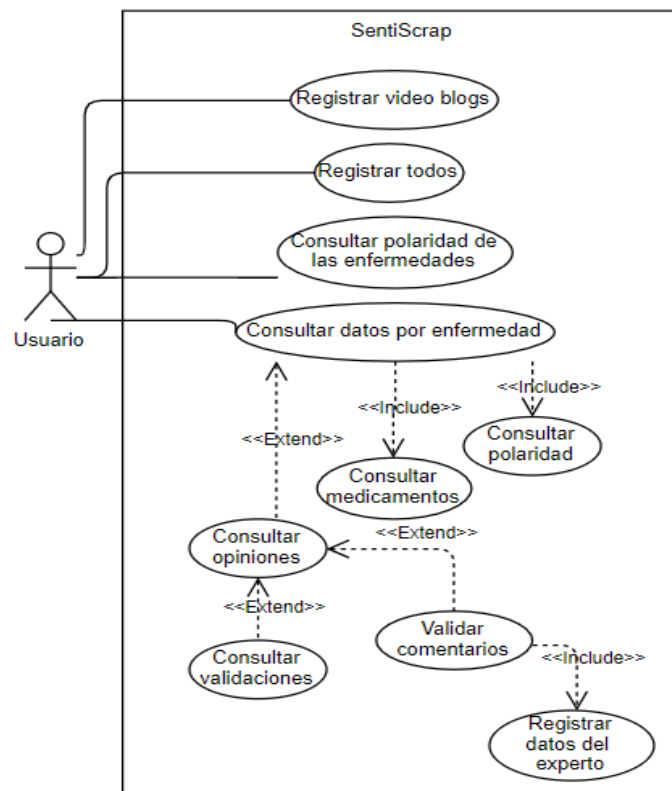 SentiScrap
Registrar video blogs
Registrar todos
Consultar polaridad de
las enfermedades
Usuario
Consultar datos por enfermedad
<<Include>>
<<Include>>
<<Extend>>
Consultar
polaridad
Consultar
medicamentos
<<Extend>>
Consultar
opiniones
<<Extend>>
Validar
comentarios
Consultar
validaciones
<<Include>>
Registrar
datos del
experto